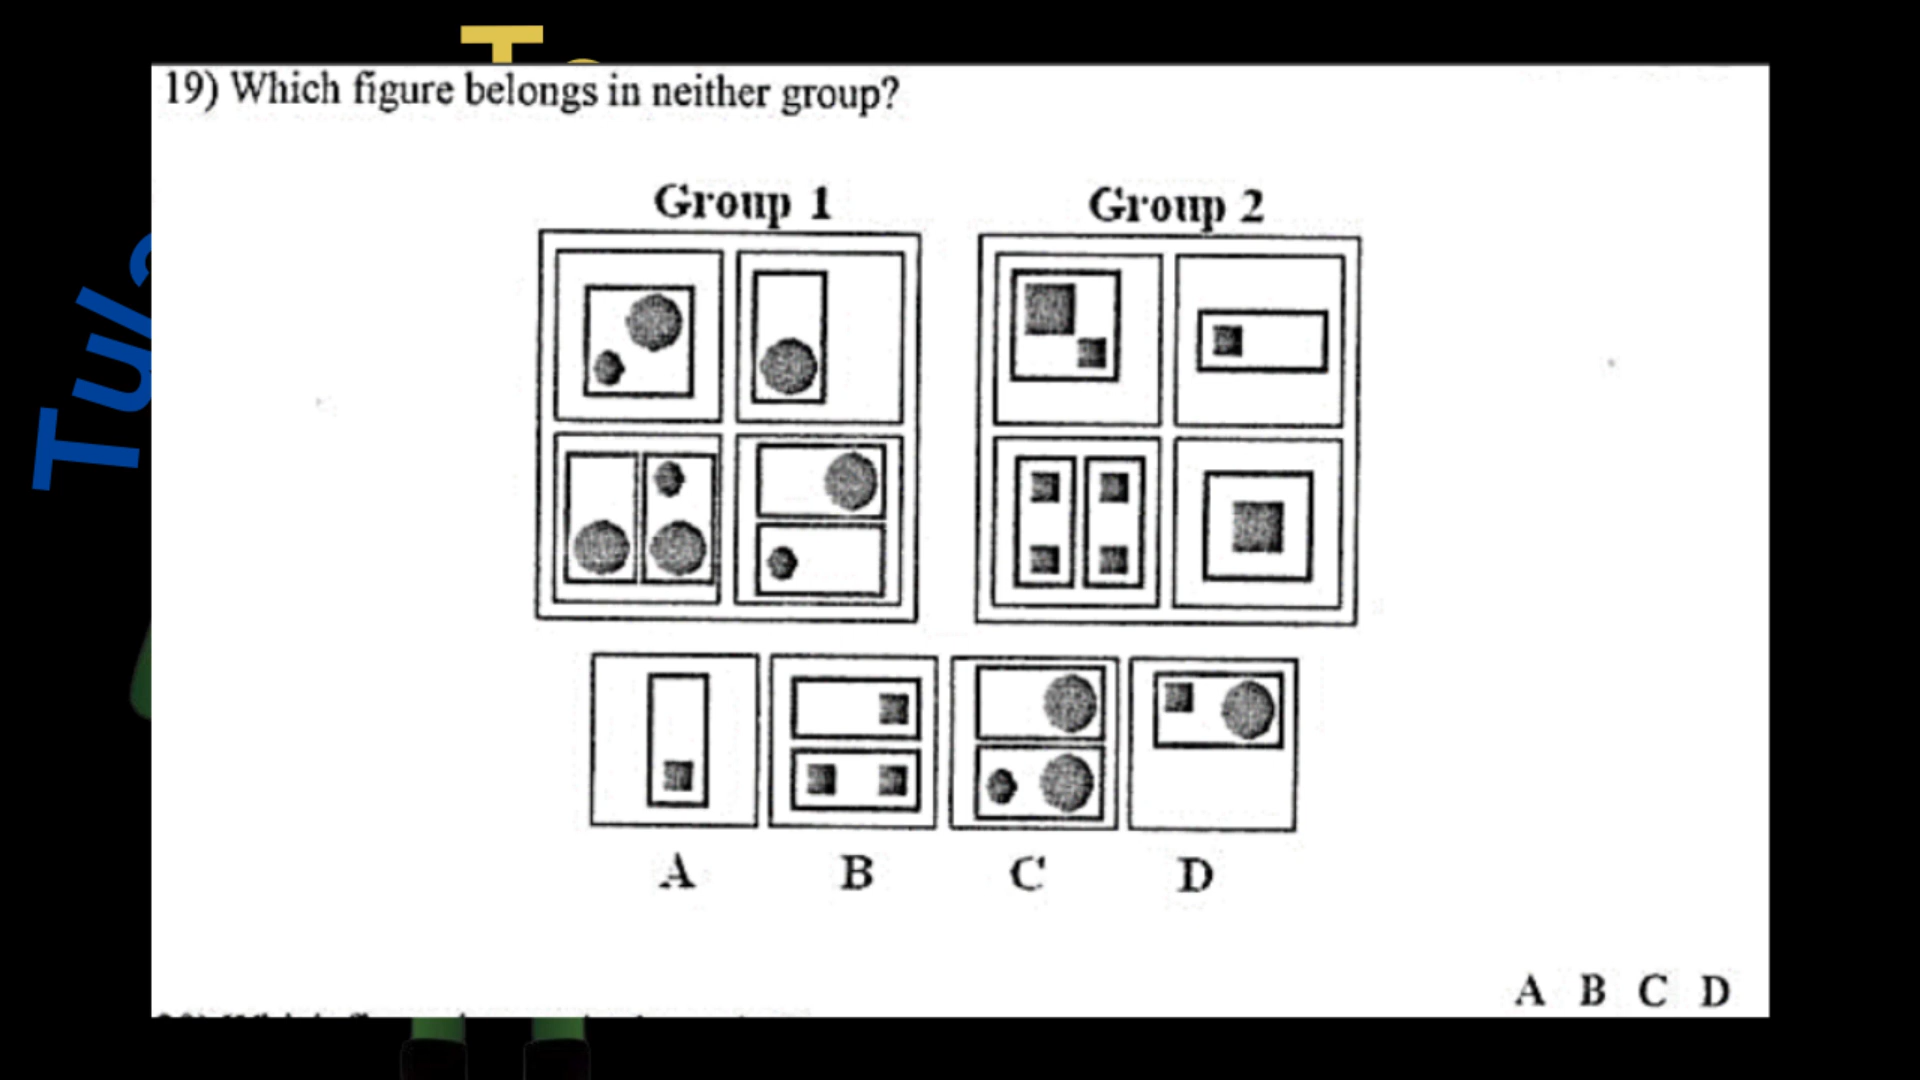 19) Which figure belongs in neither group?
Group 1 Group 2
A B C D
A B C D